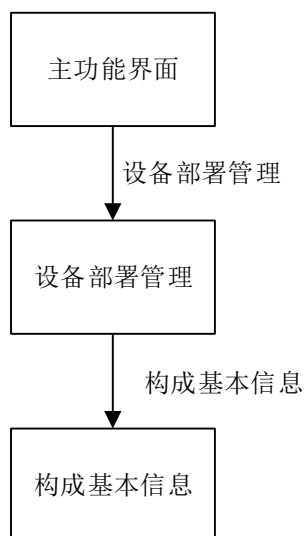 主功能界面
设备部署管理
设备部署管理
构成基本信息
构成基本信息